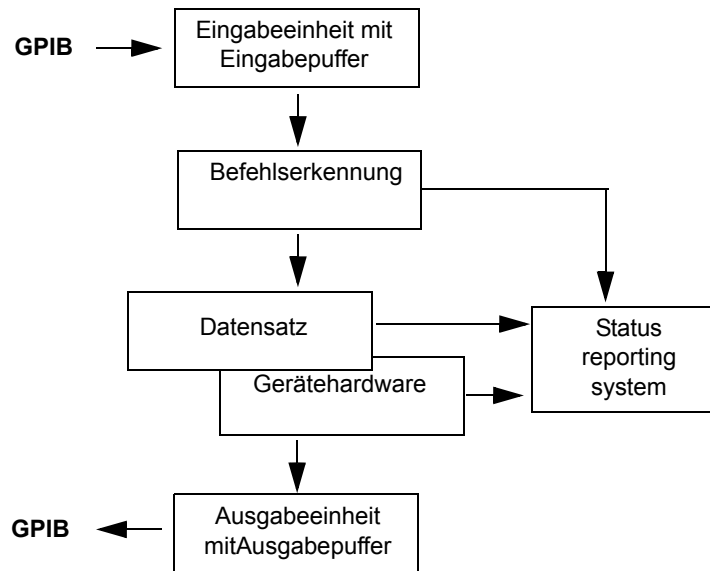 GPIB
Eingabeeinheit mit
Eingabepuffer
Befehlserkennung
Datensatz
Gerätehardware
Status
reporting
system
GPIB
Ausgabeeinheit
mitAusgabepuffer